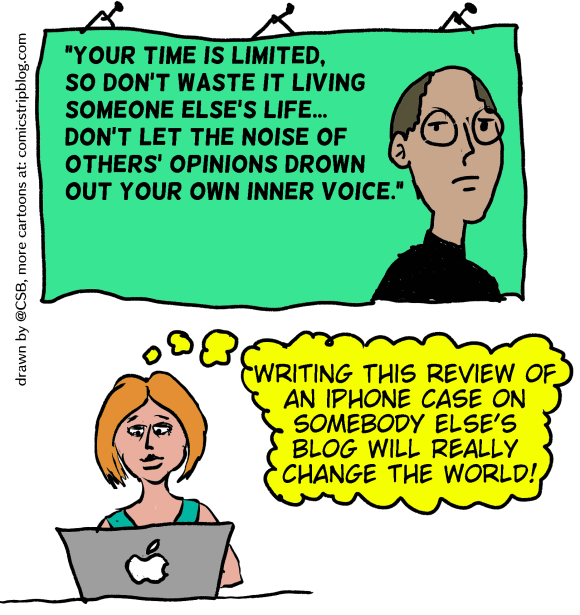 "YOUR TIME IS LIMITED,
SO DON'T WASTE IT LIVING
SOMEONE ELSE'S LIFE...
DON'T LET THE NOISE OF
OTHERS' OPINIONS DROWN
OUT YOUR OWN INNER VOICE."
drawn by @CSB, more cartoons at: comicstripblog.com
WRITING THIS REVIEW OF
AN IPHONE CASE ON
SOMEBODY ELSE'S
BLOG WILL REALLY
CHANGE THE WORLD!